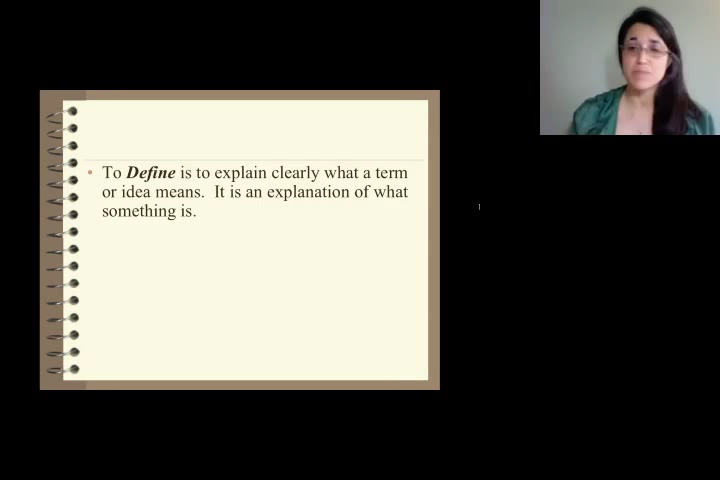 • To Define is to explain clearly what a term
or idea means.  It is an explanation of what
something is.